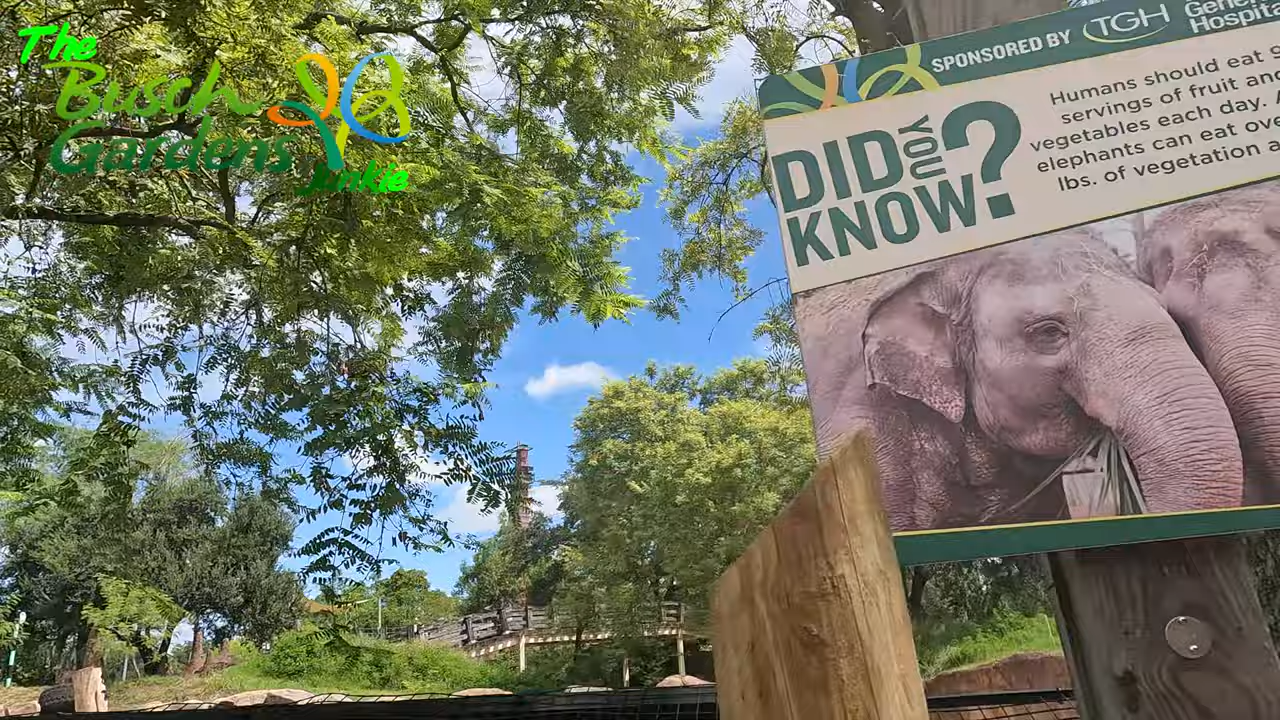 The
Busch
Gardens
Junkie
SPONSORED BY TGH
Hospital
DID YOU
KNOW?
Humans should eat
servings of fruit and
vegetables each day.
elephants can eat
lbs. of vegetation